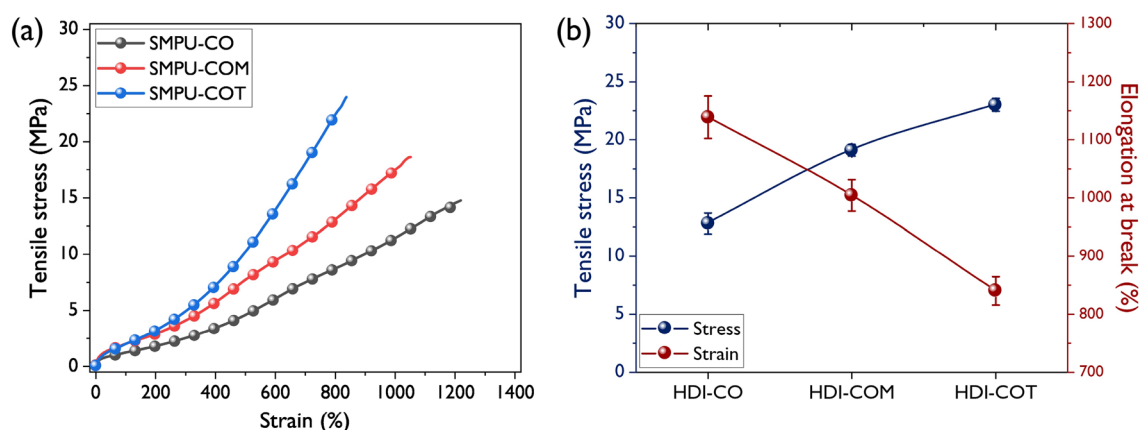 (a)
SMPU-CO
SMPU-COM
SMPU-COT
Tensile stress (MPa)
30
25
20
15
10
5
0
0 200 400 600 800 1000 1200 1400
Strain (%)
(b)
Tensile stress (MPa)
30
25
20
15
10
5
0
Stress
Strain
HDI-CO HDI-COM HDI-COT
1300
1200
1100
1000
900
800
700
Elongation at break
(%)